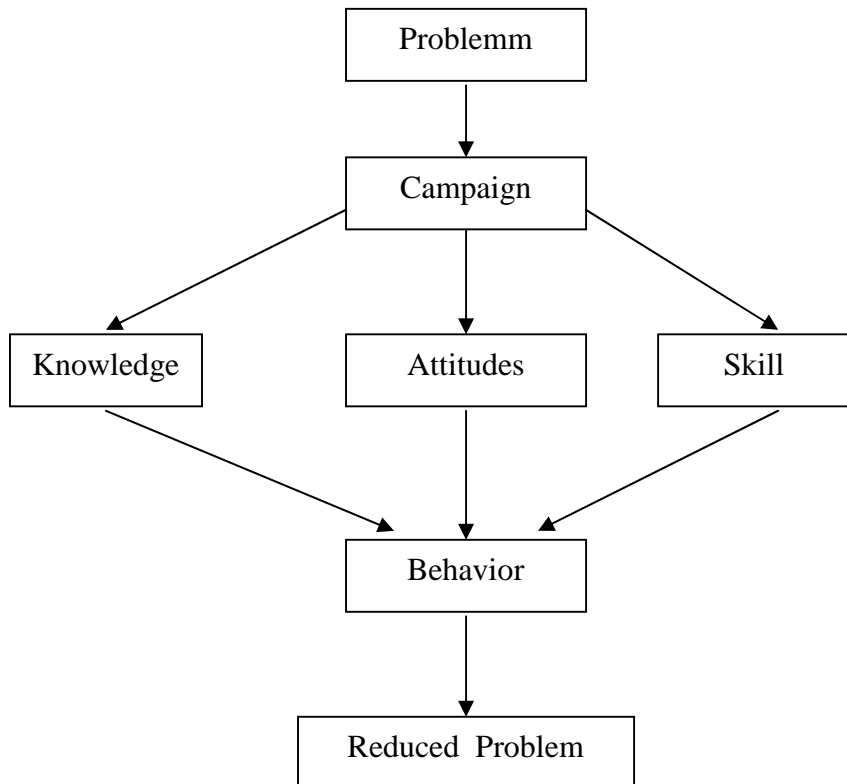 Problemm
Campaign
Knowledge
Attitudes
Skill
Behavior
Reduced Problem